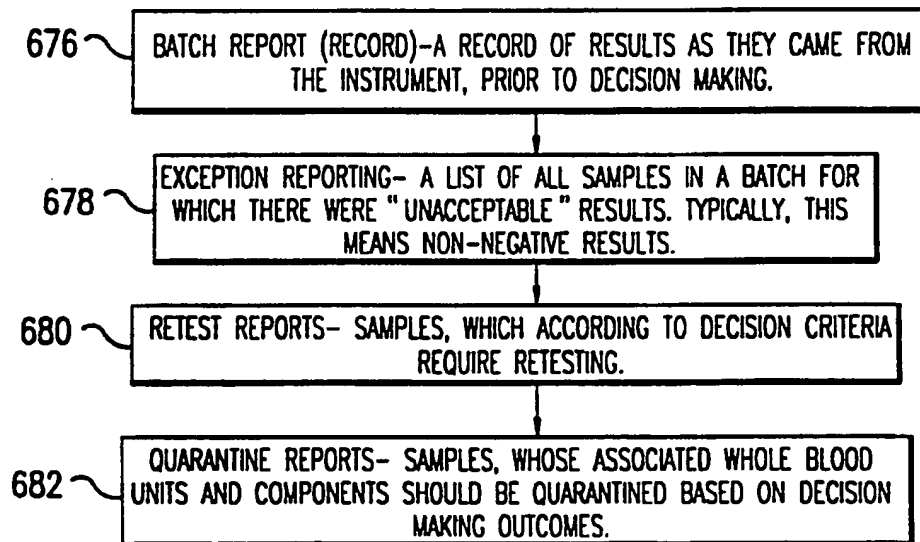 676
BATCH REPORT (RECORD)-A RECORD OF RESULTS AS THEY CAME FROM
THE INSTRUMENT, PRIOR TO DECISION MAKING.
678
EXCEPTION REPORTING- A LIST OF ALL SAMPLES IN A BATCH FOR
WHICH THERE WERE "UNACCEPTABLE" RESULTS. TYPICALLY, THIS
MEANS NON-NEGATIVE RESULTS.
680
RETEST REPORTS- SAMPLES, WHICH ACCORDING TO DECISION CRITERIA
REQUIRE RETESTING.
682
QUARANTINE REPORTS- SAMPLES, WHOSE ASSOCIATED WHOLE BLOOD
UNITS AND COMPONENTS SHOULD BE QUARANTINED BASED ON DECISION
MAKING OUTCOMES.